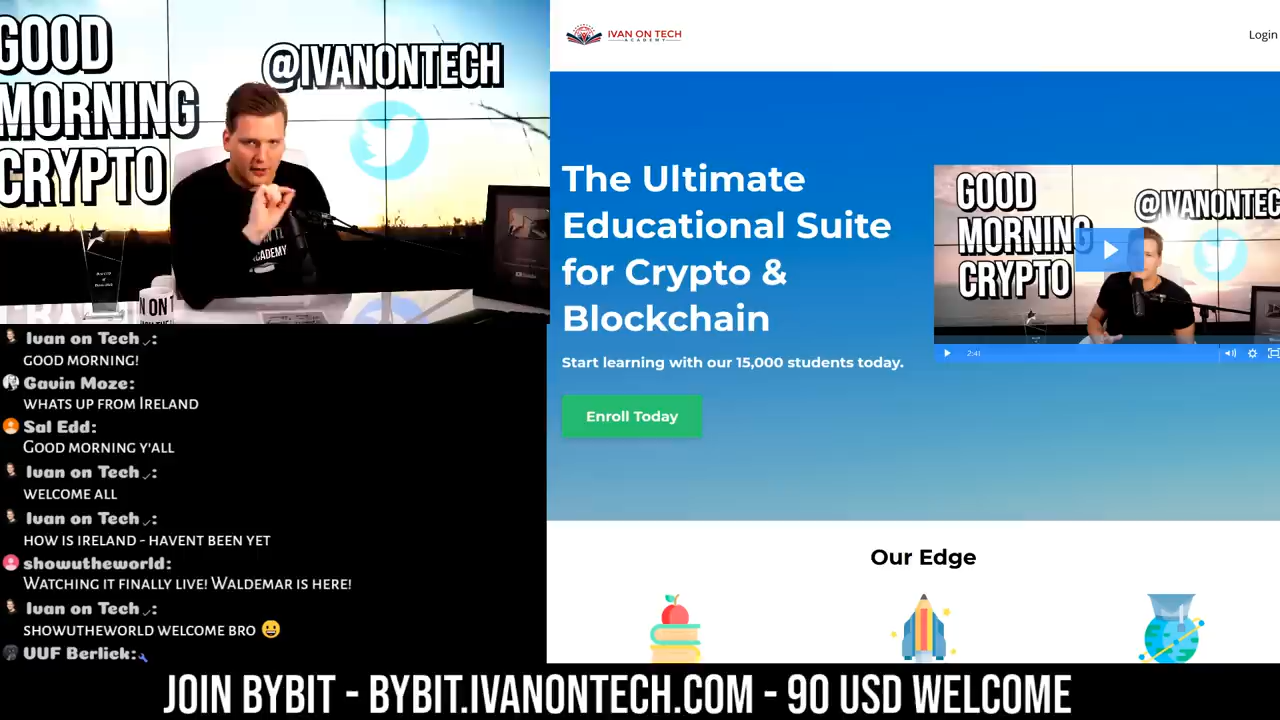 GOOD
MORNING
CRYPTO
@IVANONTECH
ACADEMY
Ivan on Tech:
GOOD MORNING!
Gavin Moze:
WHATS UP FROM IRELAND
Sal Edd:
GOOD MORNING Y'ALL
Ivan on Tech:
WELCOME ALL
Ivan on Tech:
HOW IS IRELAND - HAVENT BEEN YET
showutheworld:
WATCHING IT FINALLY LIVE! WALDEMAR IS HERE!
Ivan on Tech:
SHOWUTHEWORLD WELCOME BRO 😀
UUF Berlick:
IVAN ON TECH
ACADEMY
Login
The Ultimate
Educational Suite
for Crypto &
Blockchain
Start learning with our 15,000 students today.
Enroll Today
GOOD
MORNING
CRYPTO
@IVANONTEC
2:41
Our Edge
JOIN BYBIT - BYBIT.IVANONTECH.COM - 90 USD WELCOME